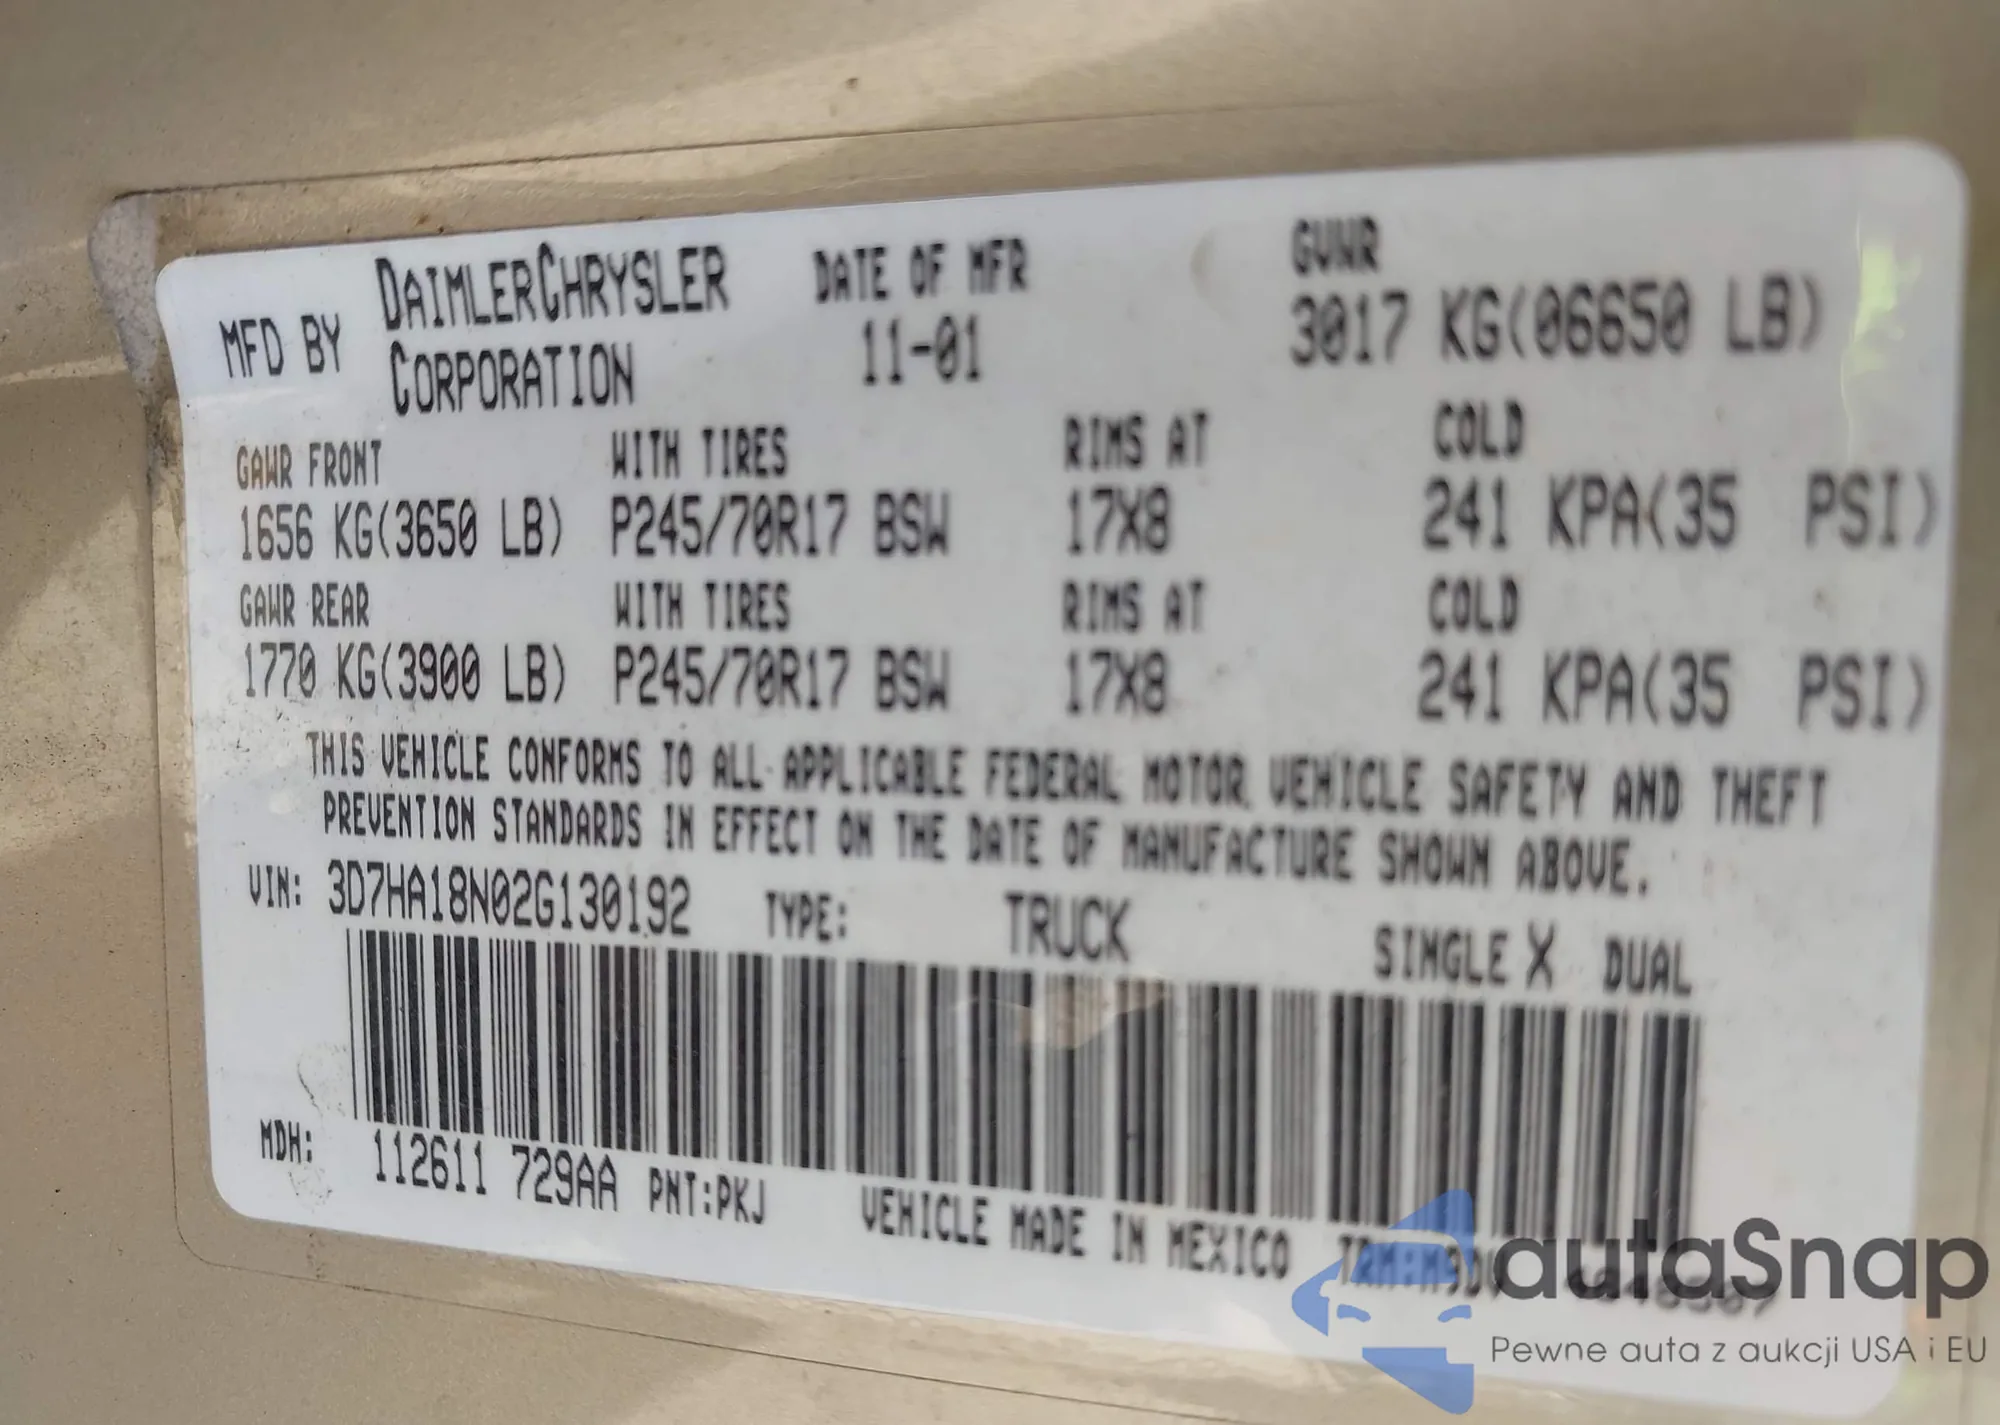 MFD BY DAIMLERCHRYSLER CORPORATION
DATE OF MFR
11-01
GVWR
3017 KG(06650 LB)
GAWR FRONT WITH TIRES RIMS AT COLD
1656 KG(3650 LB) P245/70R17 BSW 17X8 241 KPA(35 PSI)
GAWR REAR WITH TIRES RIMS AT COLD
1770 KG(3900 LB) P245/70R17 BSW 17X8 241 KPA(35 PSI)
THIS VEHICLE CONFORMS TO ALL APPLICABLE FEDERAL MOTOR VEHICLE SAFETY AND THEFT
PREVENTION STANDARDS IN EFFECT ON THE DATE OF MANUFACTURE SHOWN ABOVE.
VIN: 3D7HA18N02G130192 TYPE: TRUCK SINGLE X DUAL
MDH: 112611 729AA PNT:PKJ VEHICLE MADE IN MEXICO
autaSnap
Pewne auta z aukcji USA i EU